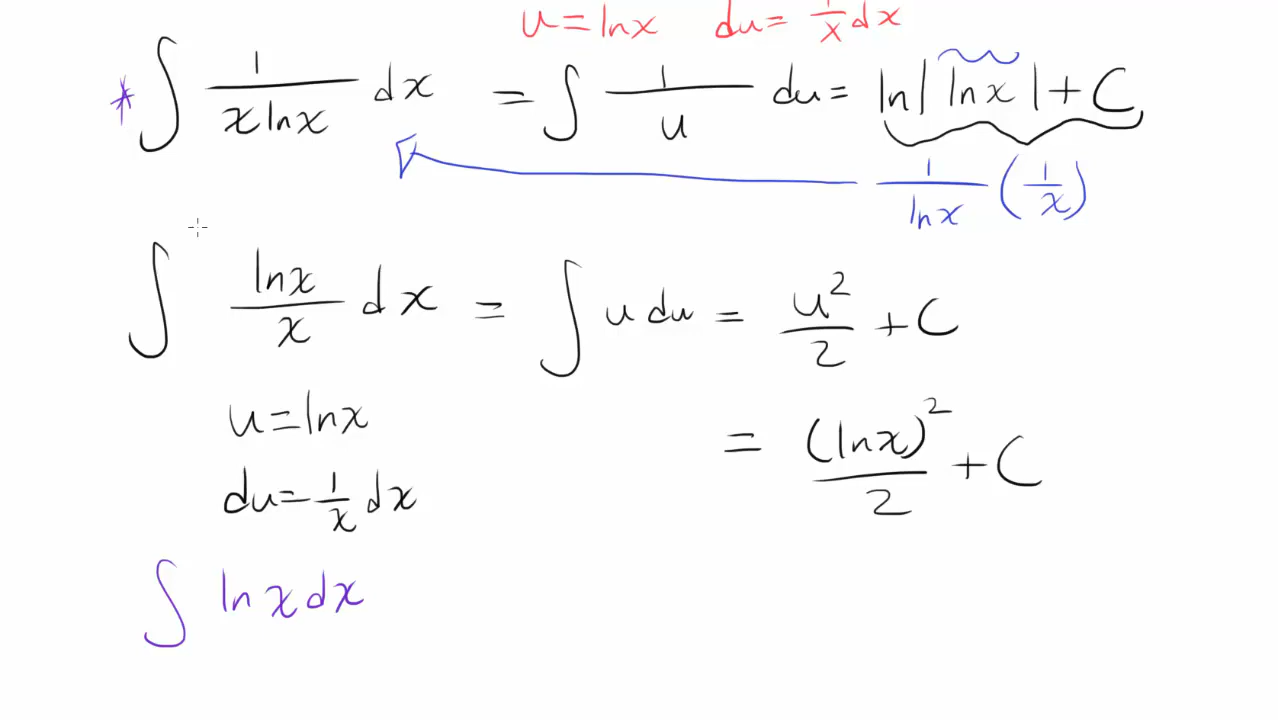 u = ln x   du = 1/x dx
* ∫ 1/(x ln x) dx = ∫ 1/u du = ln| ln x | + C
1/(ln x) (1/x)
∫ (ln x)/x dx = ∫ u du = u²/2 + C
u = ln x
= (ln x)²/2 + C
du = 1/x dx
∫ ln x dx